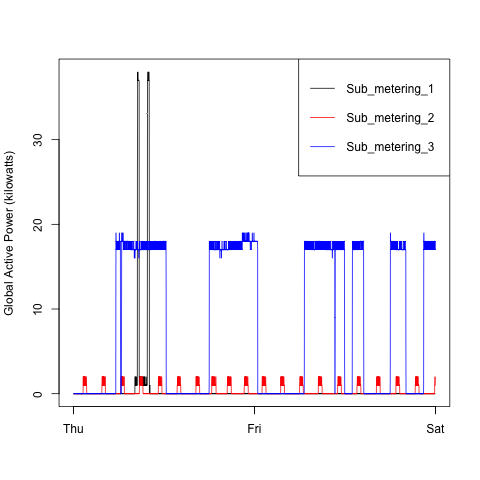 Sub_metering_1
Sub_metering_2
Sub_metering_3
Global Active Power (kilowatts)
30
20
10
0
Thu
Fri
Sat